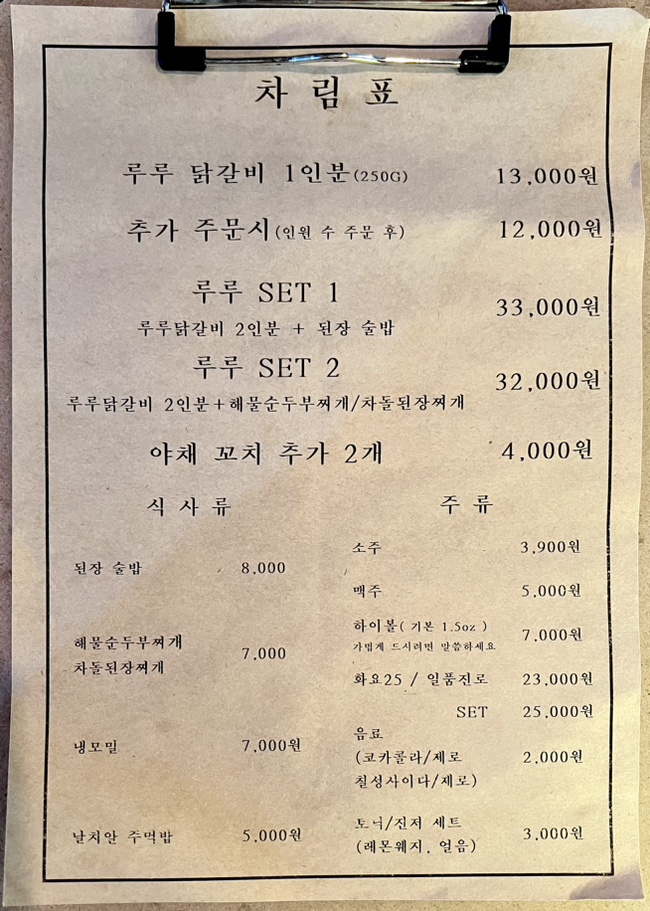 차 림 표
루루 닭갈비 1인분(250G) 13,000원
추가 주문시(인원 수 주문 후) 12,000원
루루 SET 1 33,000원
루루닭갈비 2인분 + 된장 술밥
루루 SET 2 32,000원
루루닭갈비 2인분+해물순두부찌개/차돌된장찌개
야채 꼬치 추가 2개 4,000원
식 사 류
된장 술밥 8,000
해물순두부찌개 7,000
차돌된장찌개
냉모밀 7,000원
날치알 주먹밥 5,000원
주 류
소주 3,900원
맥주 5,000원
하이볼( 기본 1.5oz ) 7,000원
가볍게 드시려면 말씀하세요
화요25 / 일품진로 23,000원
SET 25,000원
음료
(코카콜라/제로 2,000원
칠성사이다/제로)
토닉/진저 세트 3,000원
(레몬웨지, 얼음)